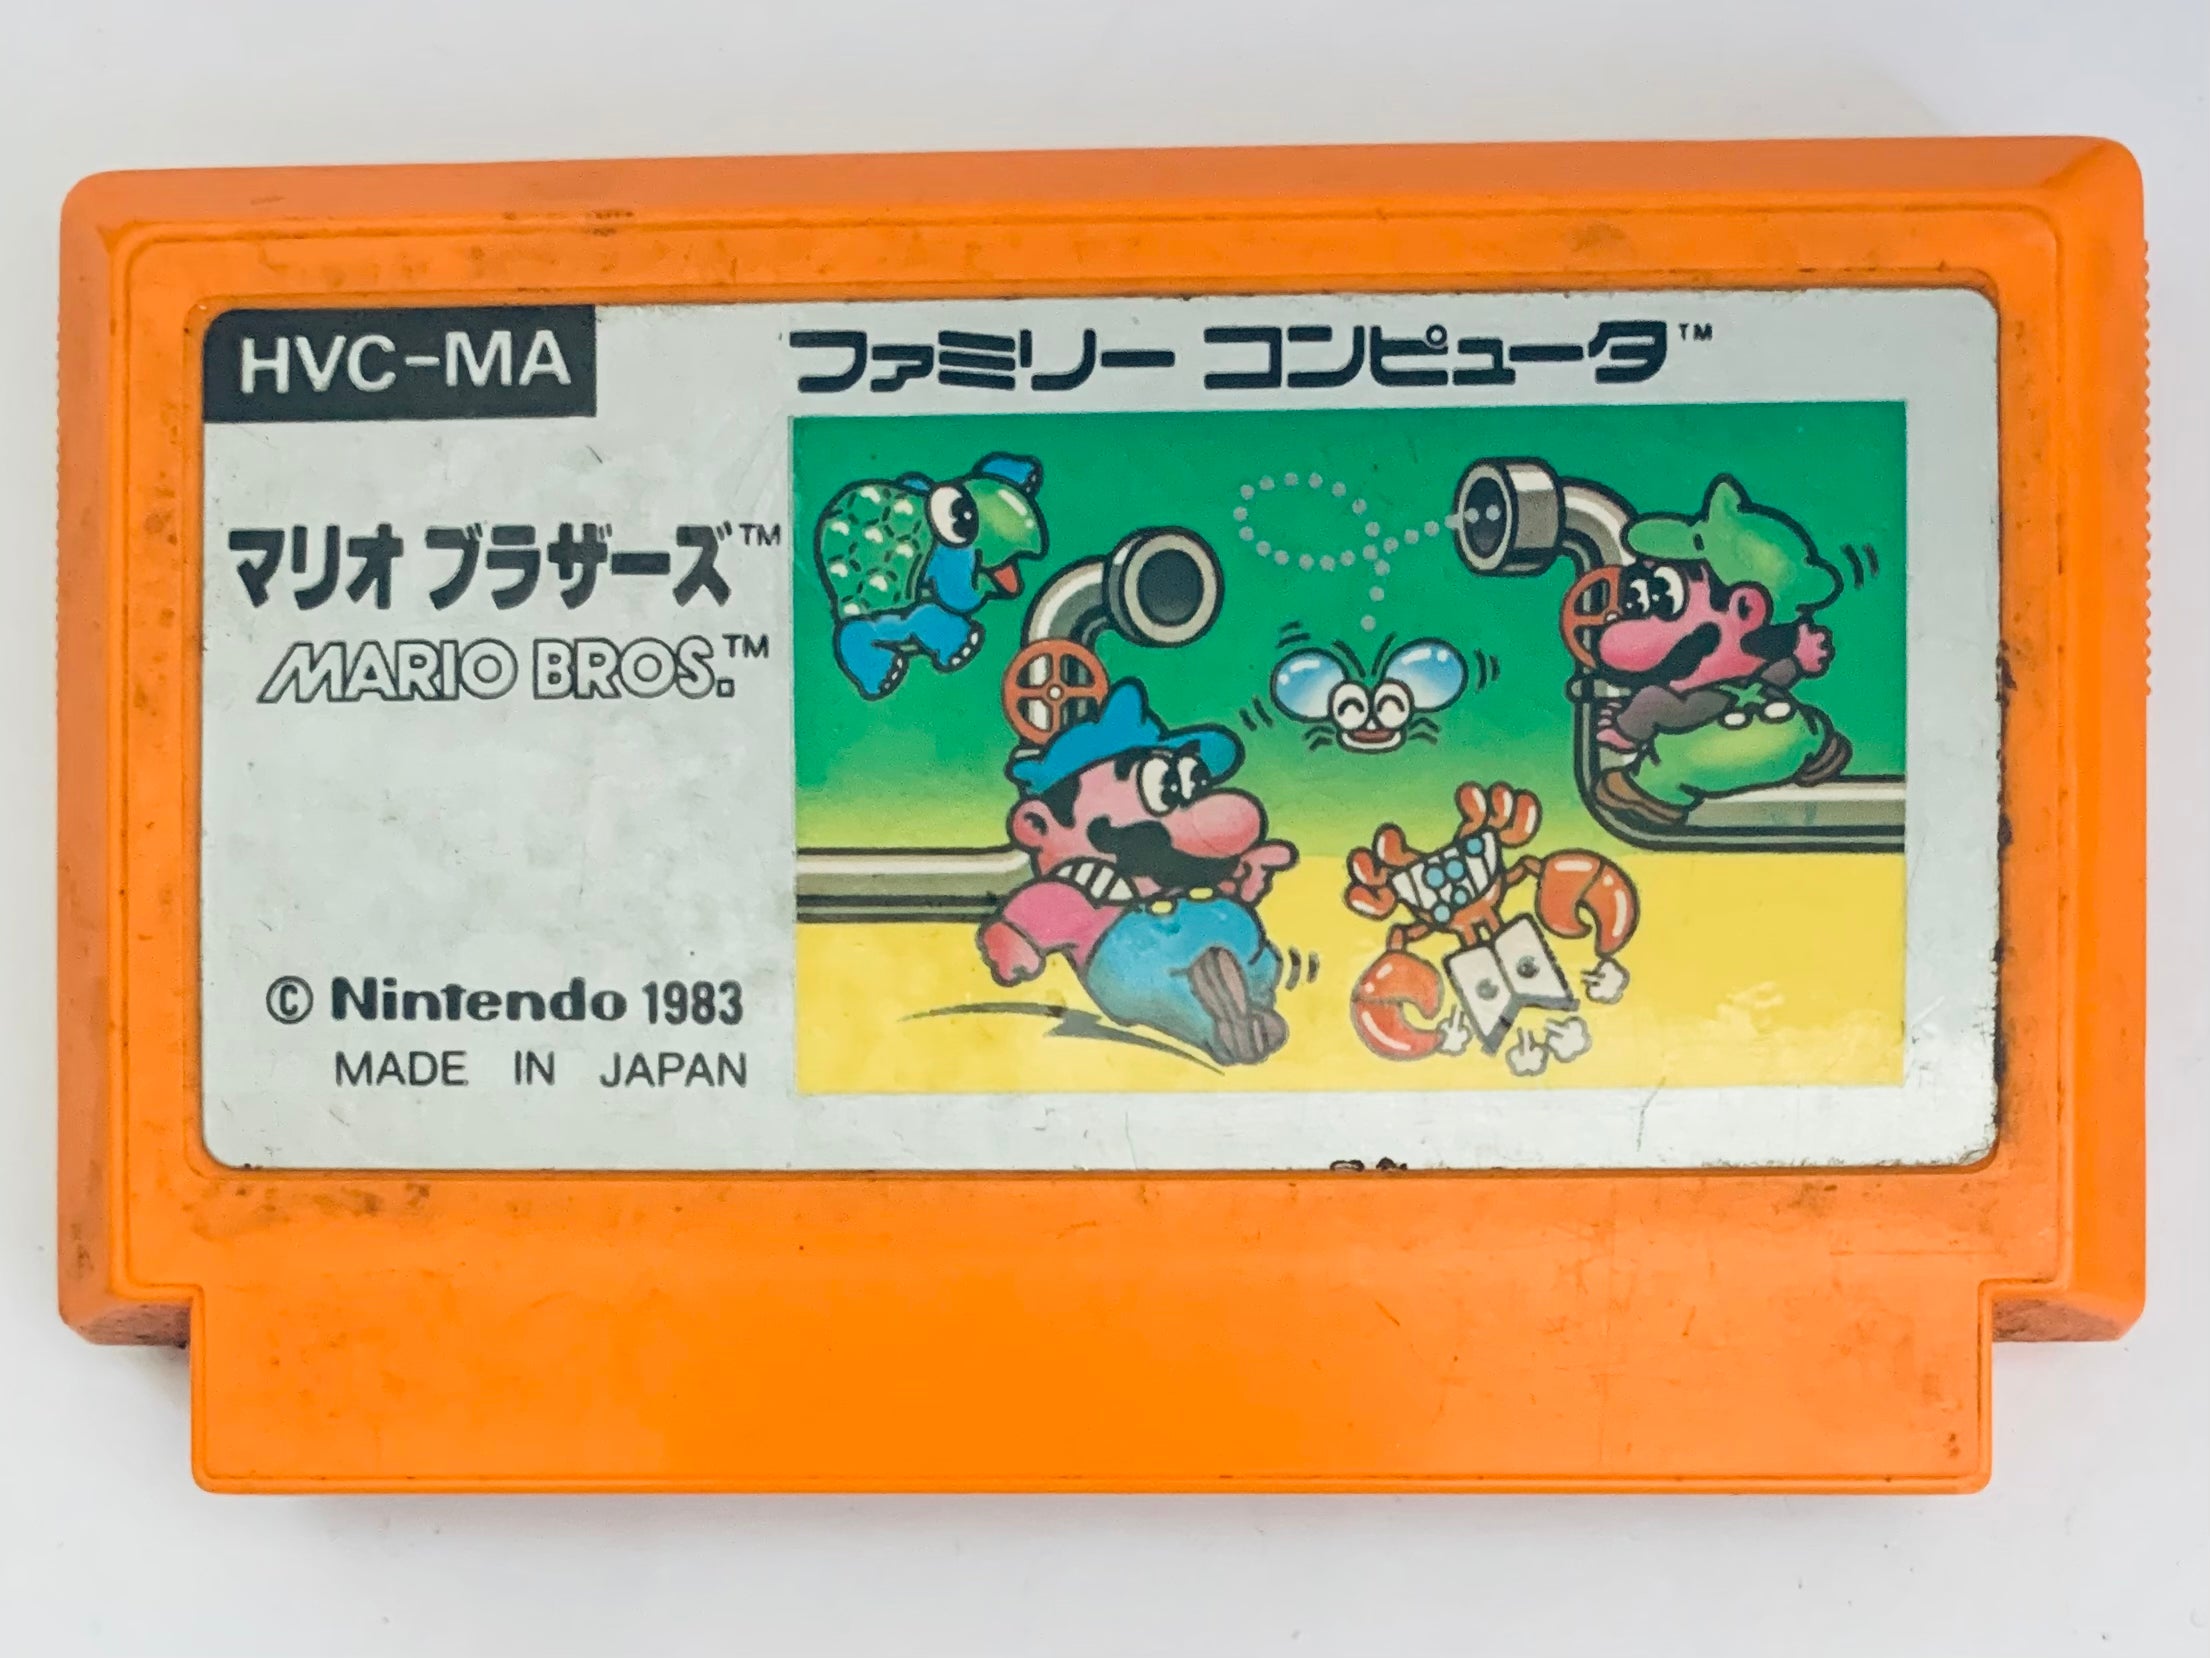 HVC-MA
ファミリー コンピュータ™
マリオ ブラザーズ™
MARIO BROS.™
© Nintendo 1983
MADE IN JAPAN